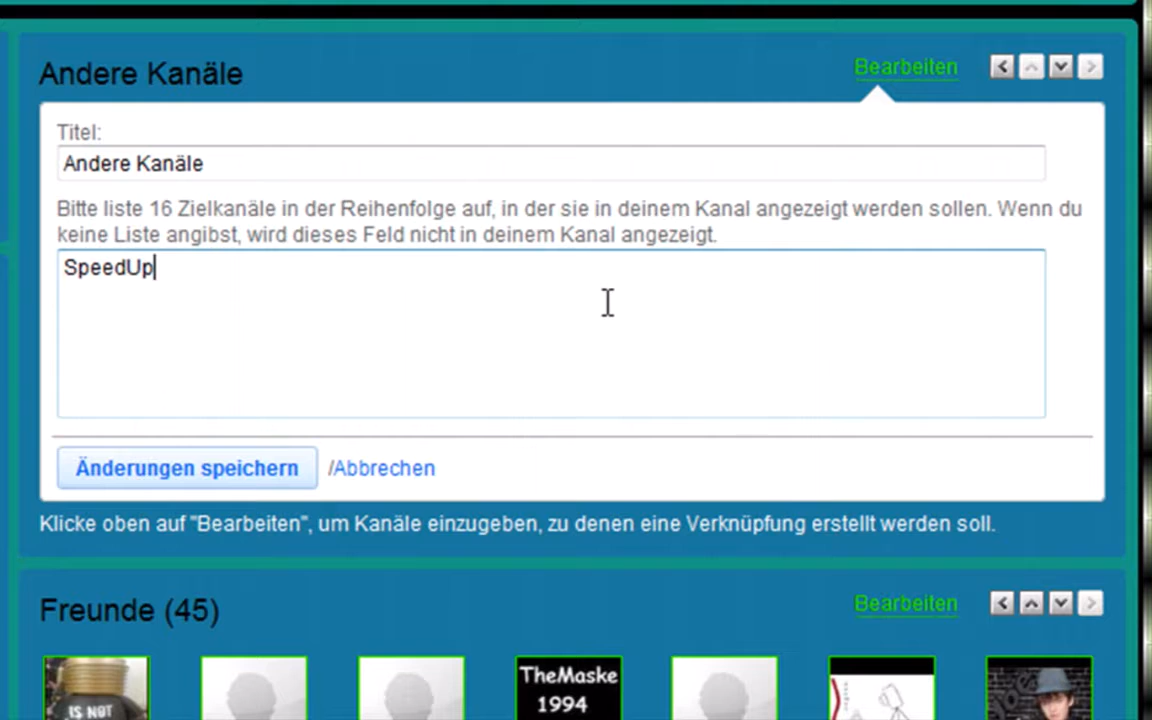 Andere Kanäle
Bearbeiten
Titel:
Andere Kanäle
Bitte liste 16 Zielkanäle in der Reihenfolge auf, in der sie in deinem Kanal angezeigt werden sollen. Wenn du
keine Liste angibst, wird dieses Feld nicht in deinem Kanal angezeigt.
SpeedUp
Änderungen speichern /Abbrechen
Klicke oben auf "Bearbeiten", um Kanäle einzugeben, zu denen eine Verknüpfung erstellt werden soll.
Freunde (45)
Bearbeiten
IS NOT
TheMaske
1994